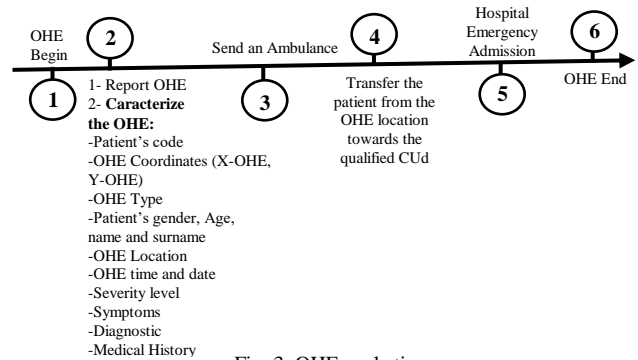 OHE
Begin
1
2
1- Report OHE
2- Caracterize
the OHE:
-Patient's code
-OHE Coordinates (X-OHE,
Y-OHE)
-OHE Type
-Patient's gender, Age,
name and surname
-OHE Location
-OHE time and date
-Severity level
-Symptoms
-Diagnostic
-Medical History
Send an Ambulance
3
4
Transfer the
patient from the
OHE location
towards the
qualified CUd
Hospital
Emergency
Admission
5
6
OHE End
Fig. 3. OHE